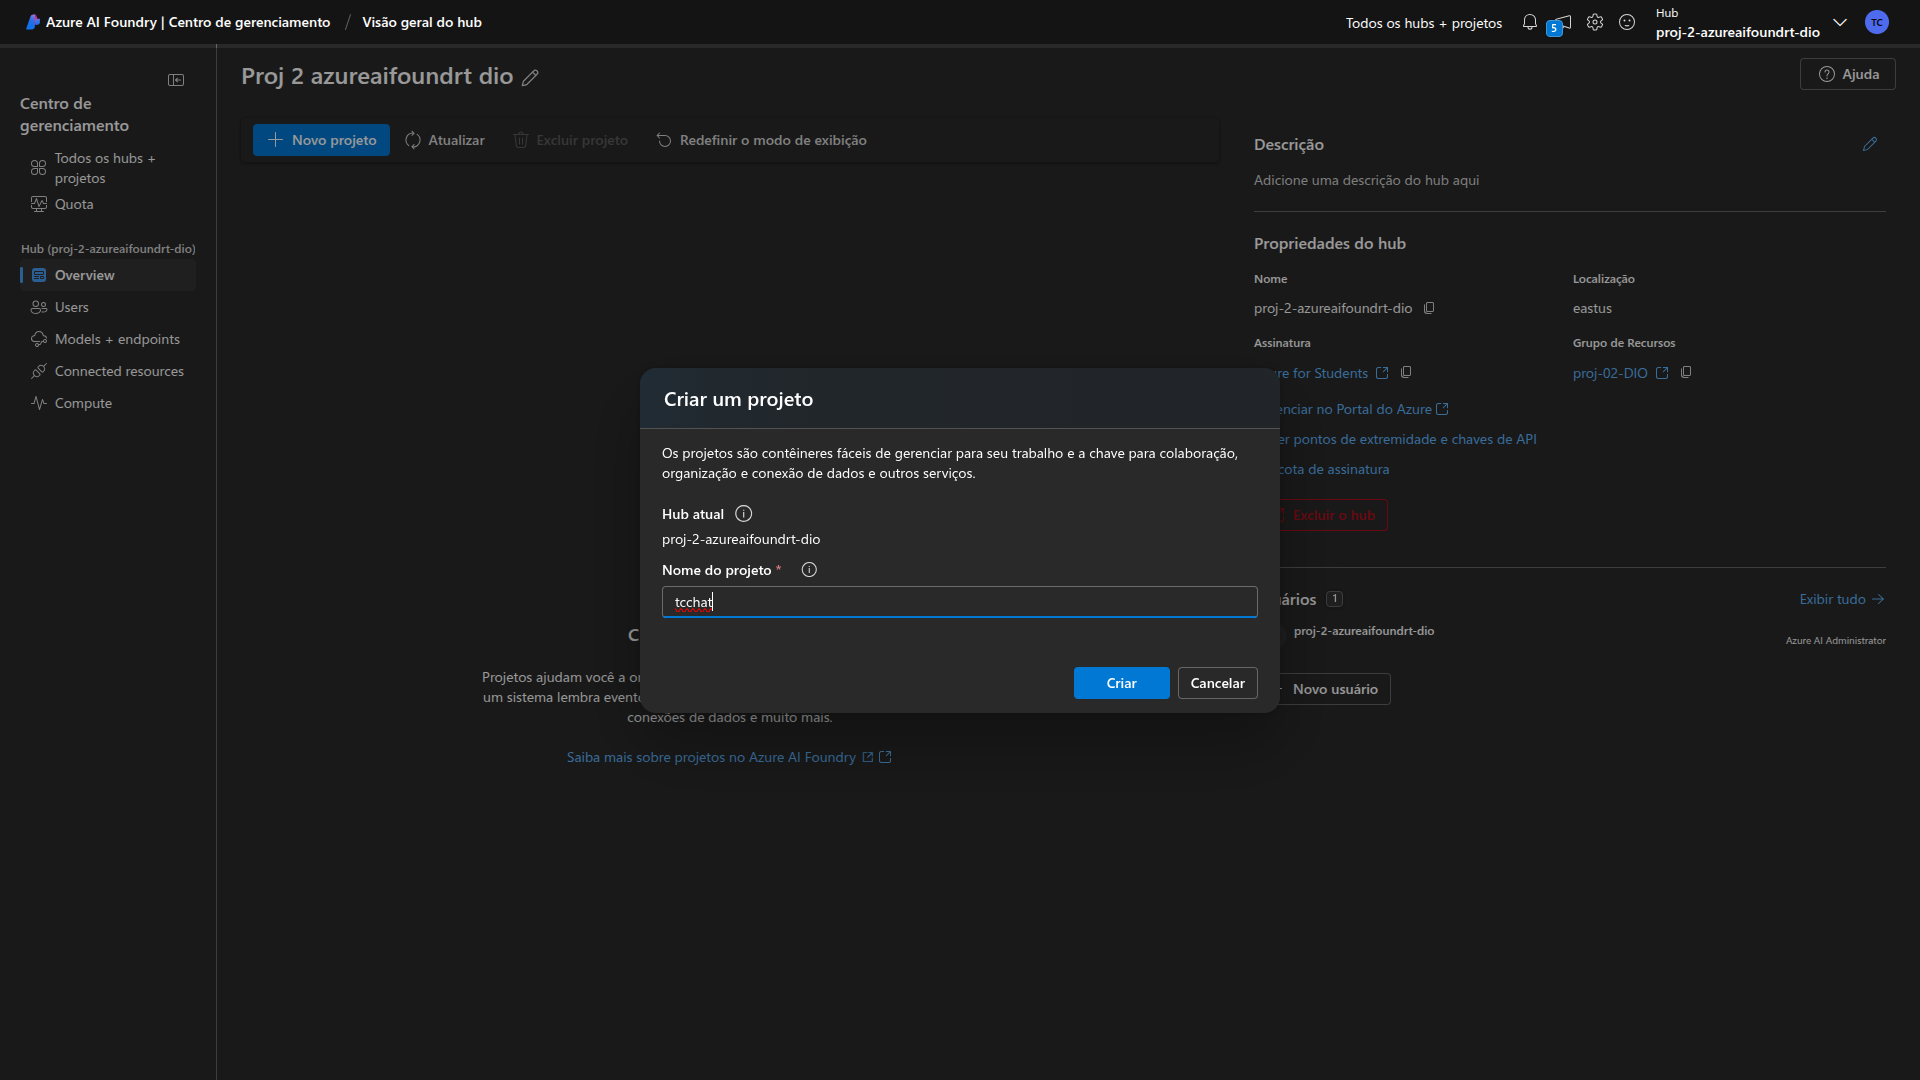 Azure AI Foundry | Centro de gerenciamento / Visão geral do hub
Todos os hubs + projetos
5
Hub
proj-2-azureaifoundrt-dio
TC
Centro de
gerenciamento
Todos os hubs +
projetos
Quota
Hub (proj-2-azureaifoundrt-dio)
Overview
Users
Models + endpoints
Connected resources
Compute
Proj 2 azureaifoundrt dio
Ajuda
Novo projeto
Atualizar
Excluir projeto
Redefinir o modo de exibição
Descrição
Adicione uma descrição do hub aqui
Propriedades do hub
Nome
Localização
proj-2-azureaifoundrt-dio
eastus
Assinatura
Grupo de Recursos
re for Students
proj-02-DIO
enciar no Portal do Azure
er pontos de extremidade e chaves de API
cota de assinatura
Excluir o hub
ários 1
Exibir tudo
proj-2-azureaifoundrt-dio
Azure AI Administrator
Novo usuário
Criar um projeto
Os projetos são contêineres fáceis de gerenciar para seu trabalho e a chave para colaboração,
organização e conexão de dados e outros serviços.
Hub atual
proj-2-azureaifoundrt-dio
Nome do projeto *
tcchat
Criar
Cancelar
C
Projetos ajudam você a o
um sistema lembra event
conexões de dados e muito mais.
Saiba mais sobre projetos no Azure AI Foundry